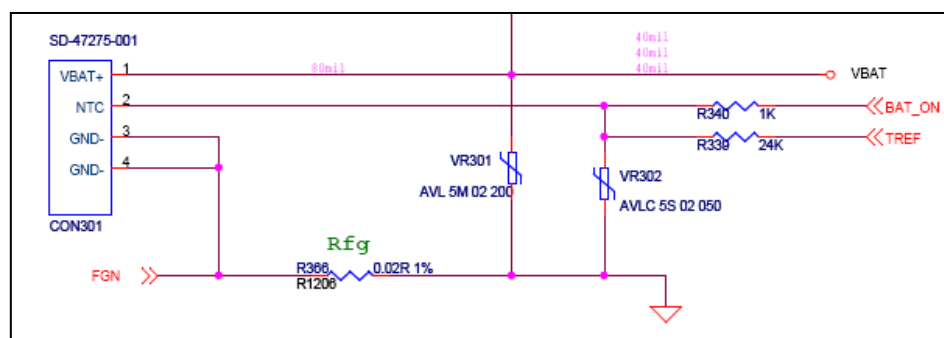 SD-47275-001
40mil
40mil
VBAT+ 1 80mil 40mil VBAT
NTC 2 R340 1K BAT_ON
GND- 3 R339 24K TREF
GND- 4
VR301
AVL 5M 02 200
VR302
AVLC 5S 02 050
CON301
Rfg
FGN R366 0.02R 1%
R1206